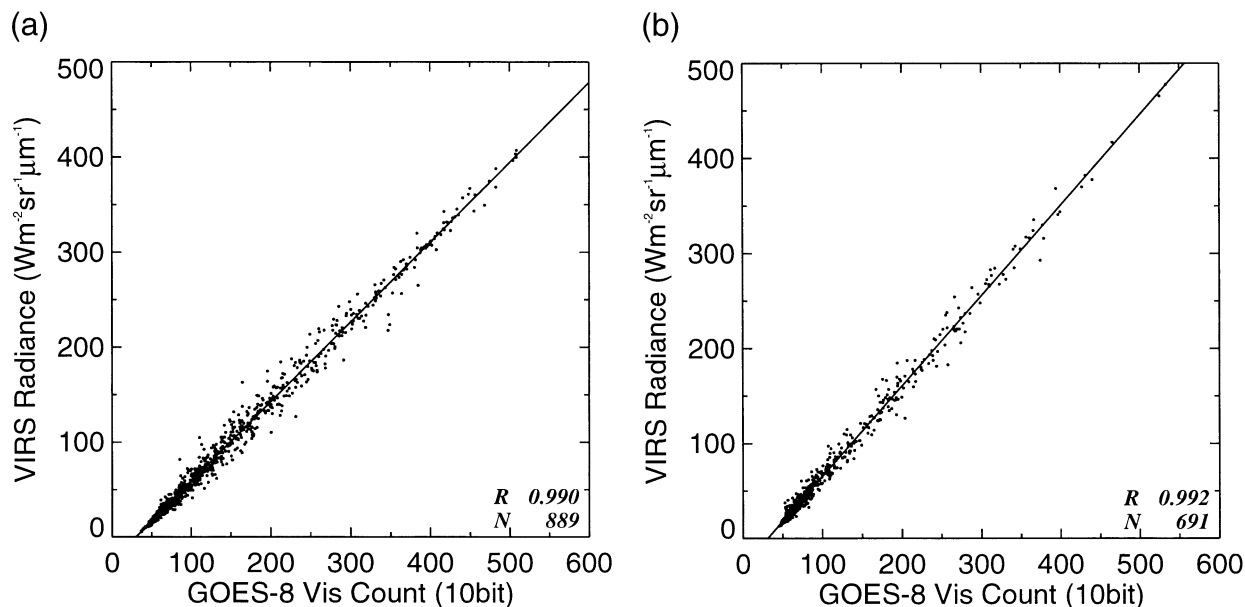 (a)
500
400
300
200
100
0
VIRS Radiance (Wm⁻²sr⁻¹μm⁻¹)
R 0.990
N 889
100 200 300 400 500 600
GOES-8 Vis Count (10bit)
(b)
500
400
300
200
100
0
VIRS Radiance (Wm⁻²sr⁻¹μm⁻¹)
R 0.992
N 691
0 100 200 300 400 500 600
GOES-8 Vis Count (10bit)